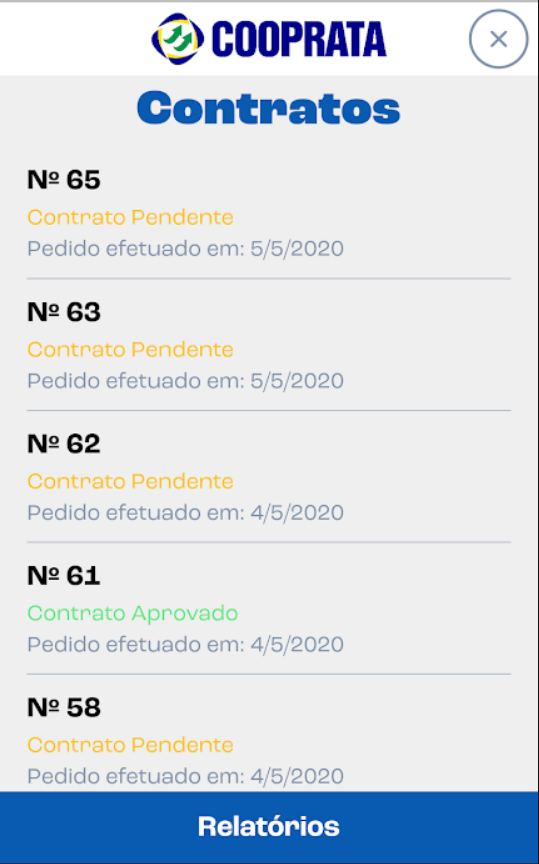 COOPRATA
Contratos
Nº 65
Contrato Pendente
Pedido efetuado em: 5/5/2020
Nº 63
Contrato Pendente
Pedido efetuado em: 5/5/2020
Nº 62
Contrato Pendente
Pedido efetuado em: 4/5/2020
Nº 61
Contrato Aprovado
Pedido efetuado em: 4/5/2020
Nº 58
Contrato Pendente
Pedido efetuado em: 4/5/2020
Relatórios